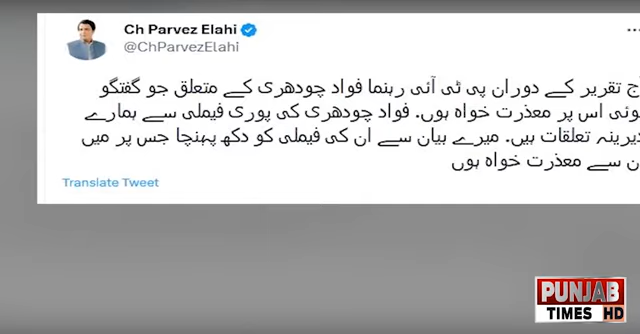 Ch Parvez Elahi
@ChParvezElahi
تقریر کے دوران پی ٹی آئی رہنما فواد چودھری کے متعلق جو گفتگو
اس پر معذرت خواہ ہوں. فواد چودھری کی پوری فیملی سے ہمارے
دیرینہ تعلقات ہیں. میرے بیان سے ان کی فیملی کو دکھ پہنچا جس پر میں
سے معذرت خواہ ہوں
Translate Tweet
PUNJAB
TIMES HD